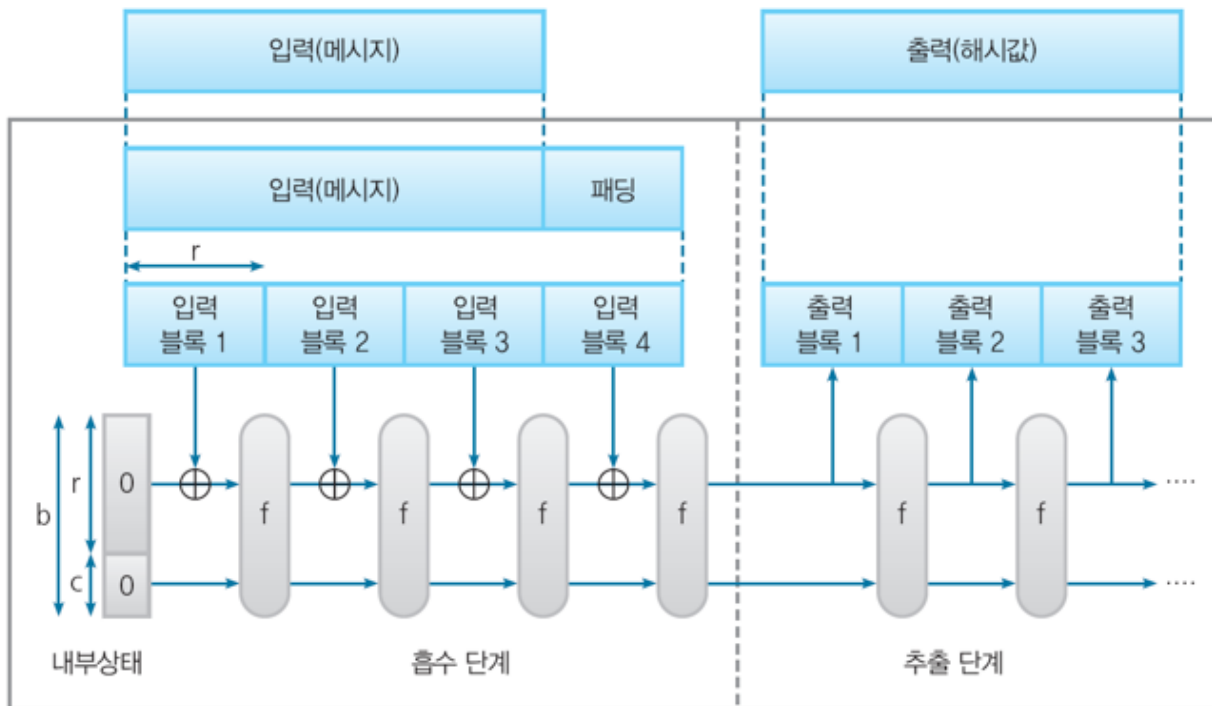 입력(메시지)
출력(해시값)
입력(메시지)
패딩
r
입력
블록 1
입력
블록 2
입력
블록 3
입력
블록 4
출력
블록 1
출력
블록 2
출력
블록 3
b
r
c
0
0
f
f
f
f
f
f
....
....
내부상태
흡수 단계
추출 단계